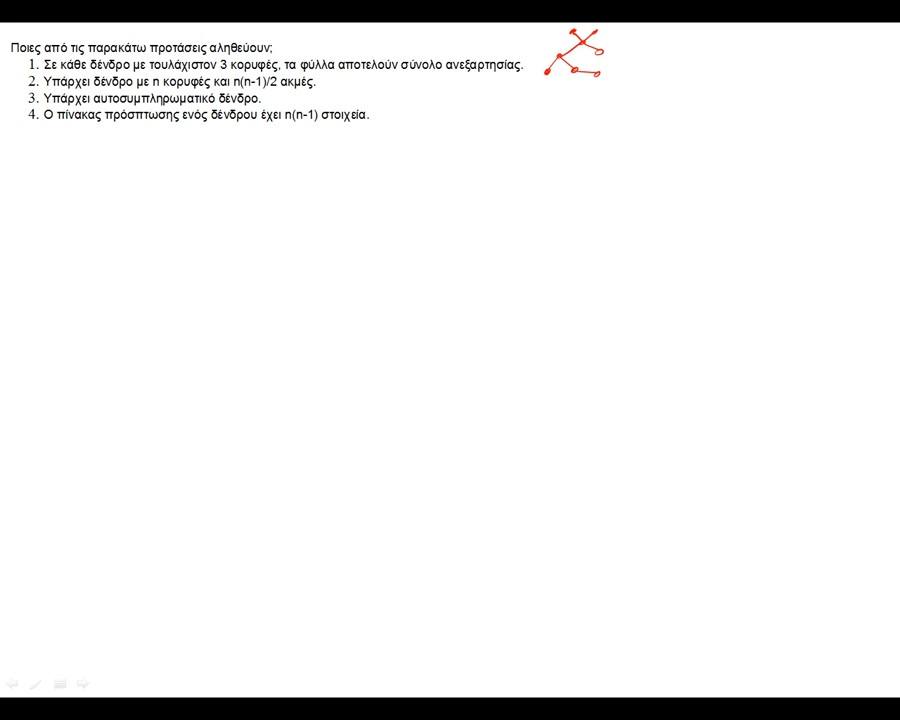 Ποιες από τις παρακάτω προτάσεις αληθεύουν;
1. Σε κάθε δένδρο με τουλάχιστον 3 κορυφές, τα φύλλα αποτελούν σύνολο ανεξαρτησίας.
2. Υπάρχει δένδρο με n κορυφές και n(n-1)/2 ακμές.
3. Υπάρχει αυτοσυμπληρωματικό δένδρο.
4. Ο πίνακας πρόσπτωσης ενός δένδρου έχει n(n-1) στοιχεία.